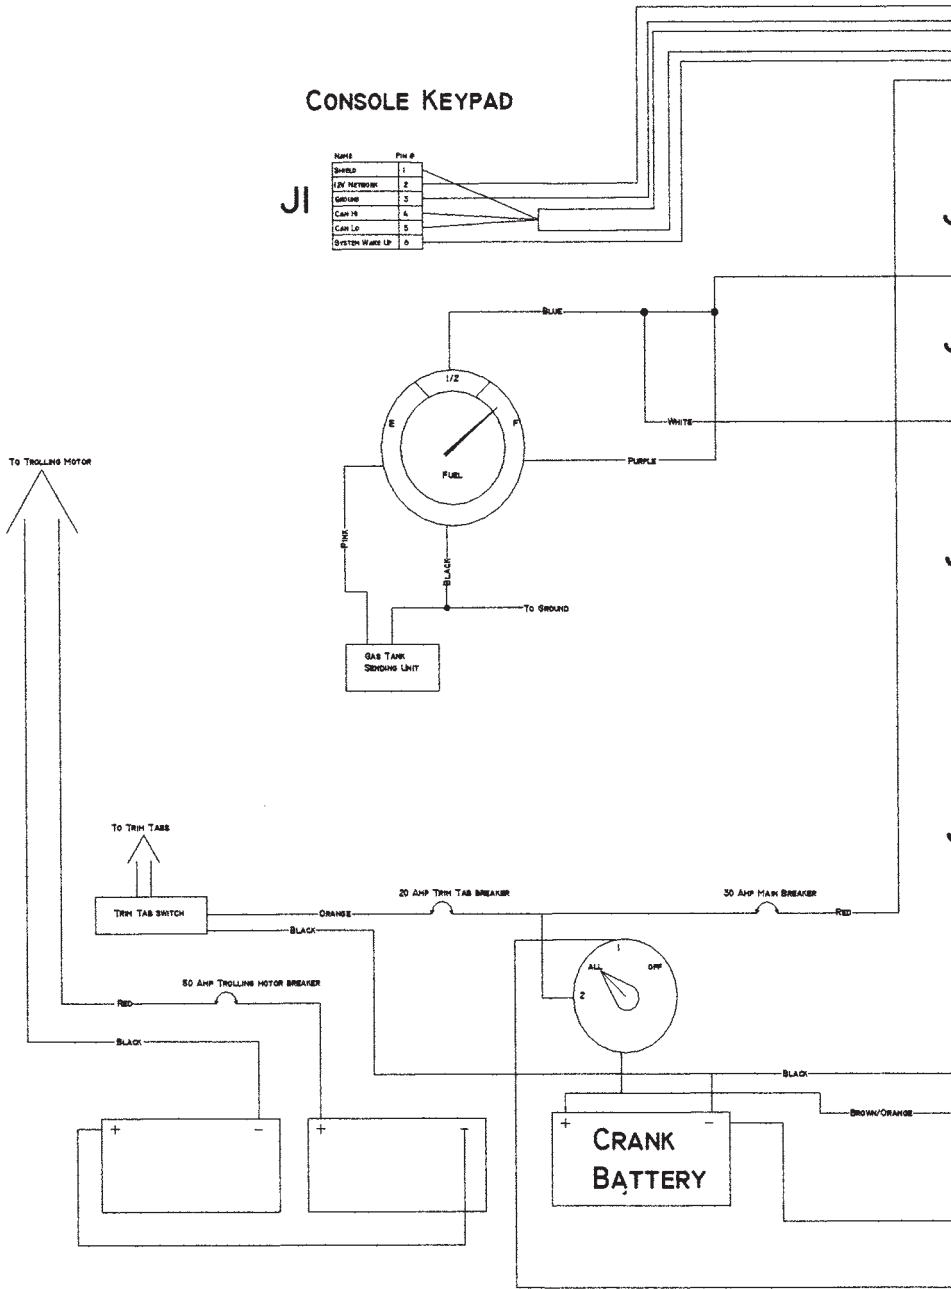 CONSOLE KEYPAD
J1
NAME PIN #
SHIELD 1
12V NETWORK 2
GROUND 3
CAN HI 4
CAN LO 5
SYSTEM WAKE UP 6
BLUE
1/2
E
F
FUEL
WHITE
PURPLE
PINK
BLACK
TO GROUND
GAS TANK
SENDING UNIT
TO TROLLING MOTOR
TO TRIM TABS
TRIM TAB SWITCH
ORANGE
20 AMP TRIM TAB BREAKER
30 AMP MAIN BREAKER
RED
BLACK
1
ALL
OFF
2
50 AMP TROLLING MOTOR BREAKER
RED
BLACK
BLACK
BROWN/ORANGE
+ -
+ -
+ -
CRANK
BATTERY